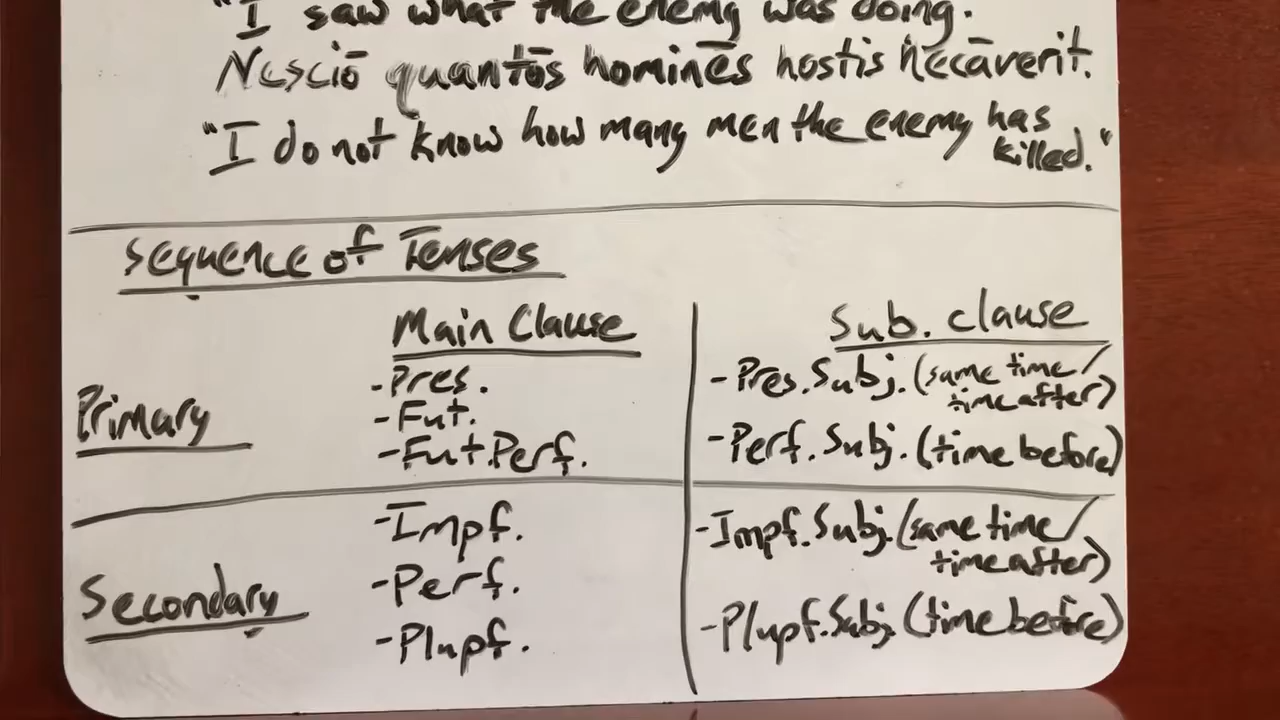 "I saw what the enemy was doing.
Nesciō quantōs hominēs hostis necāverit.
"I do not know how many men the enemy has
killed."
Sequence of Tenses
Main Clause
Sub. clause
Primary
-Pres.
-Fut.
-Fut.Perf.
-Pres.Subj.(same time/
time after)
-Perf.Subj.(time before)
Secondary
-Impf.
-Perf.
-Plupf.
-Impf.Subj.(same time/
time after)
-Plupf.Subj.(time before)